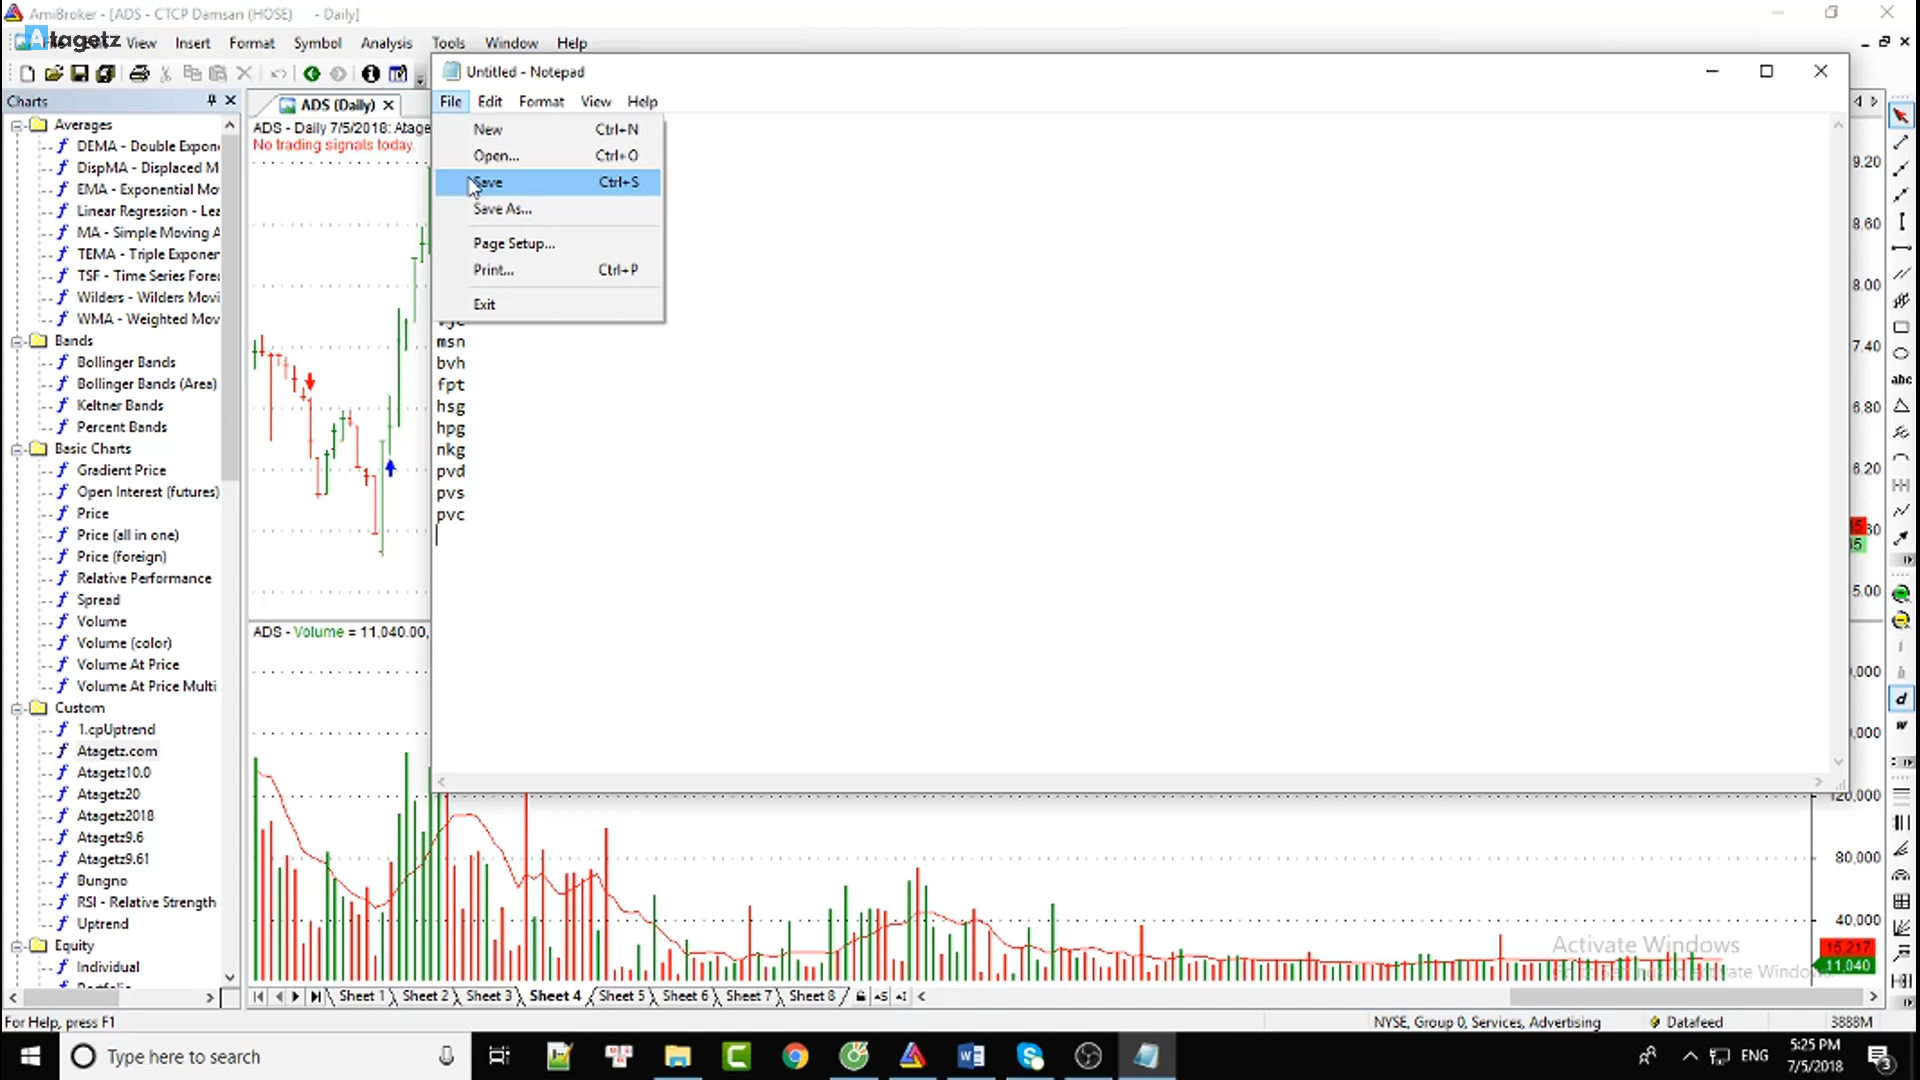 AmiBroker - [ADS - CTCP Damsan (HOSE) - Daily]
Atagetz
View Insert Format Symbol Analysis Tools Window Help
Charts
Averages
DEMA - Double Expon
DispMA - Displaced M
EMA - Exponential Mo
Linear Regression - Lea
MA - Simple Moving A
TEMA - Triple Exponer
TSF - Time Series Fore
Wilders - Wilders Movi
WMA - Weighted Mov
Bands
Bollinger Bands
Bollinger Bands (Area)
Keltner Bands
Percent Bands
Basic Charts
Gradient Price
Open Interest (futures)
Price
Price (all in one)
Price (foreign)
Relative Performance
Spread
Volume
Volume (color)
Volume At Price
Volume At Price Multi
Custom
1.cpUptrend
Atagetz.com
Atagetz10.0
Atagetz20
Atagetz2018
Atagetz9.6
Atagetz9.61
Bungno
RSI - Relative Strength
Uptrend
Equity
Individual
ADS (Daily)
ADS - Daily 7/5/2018: Atage
No trading signals today.
ADS - Volume = 11,040.00,
Untitled - Notepad
File Edit Format View Help
New Ctrl+N
Open... Ctrl+O
Save Ctrl+S
Save As...
Page Setup...
Print... Ctrl+P
Exit
msn
bvh
fpt
hsg
hpg
nkg
pvd
pvs
pvc
9.20
8.60
8.00
7.40
6.80
6.20
5.00
abc
d
w
120,000
80,000
40,000
15,217
11,040
Activate Windows
Sheet 1 Sheet 2 Sheet 3 Sheet 4 Sheet 5 Sheet 6 Sheet 7 Sheet 8
For Help, press F1
NYSE, Group 0, Services, Advertising
Datafeed
3888M
Type here to search
ENG
5:25 PM
7/5/2018
3